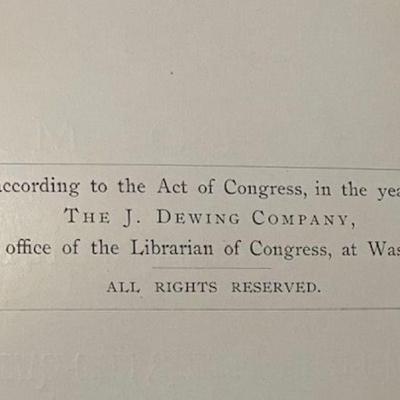 according to the Act of Congress, in the yea
THE J. DEWING COMPANY,
office of the Librarian of Congress, at Was
ALL RIGHTS RESERVED.